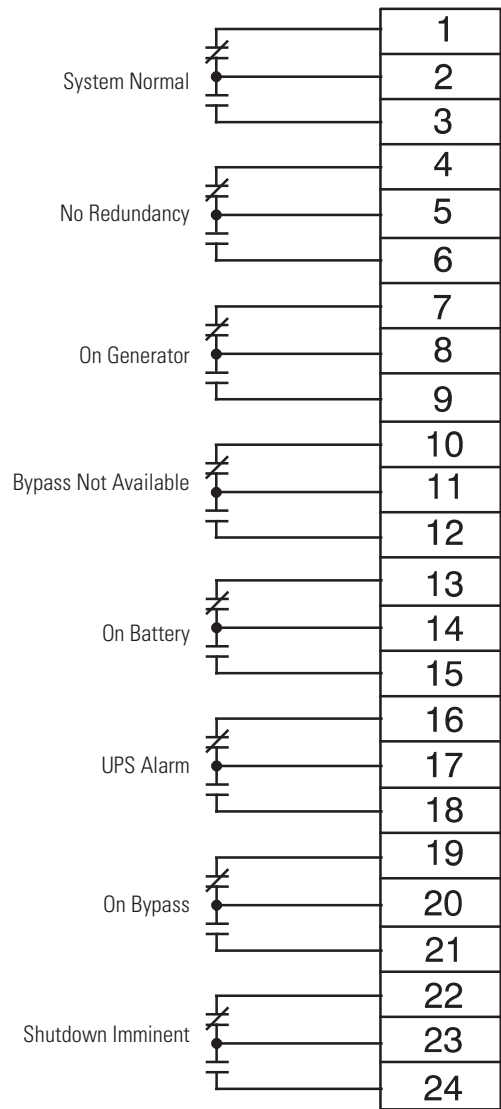 1
System Normal 2
3
4
No Redundancy 5
6
7
On Generator 8
9
10
Bypass Not Available 11
12
13
On Battery 14
15
16
UPS Alarm 17
18
19
On Bypass 20
21
22
Shutdown Imminent 23
24